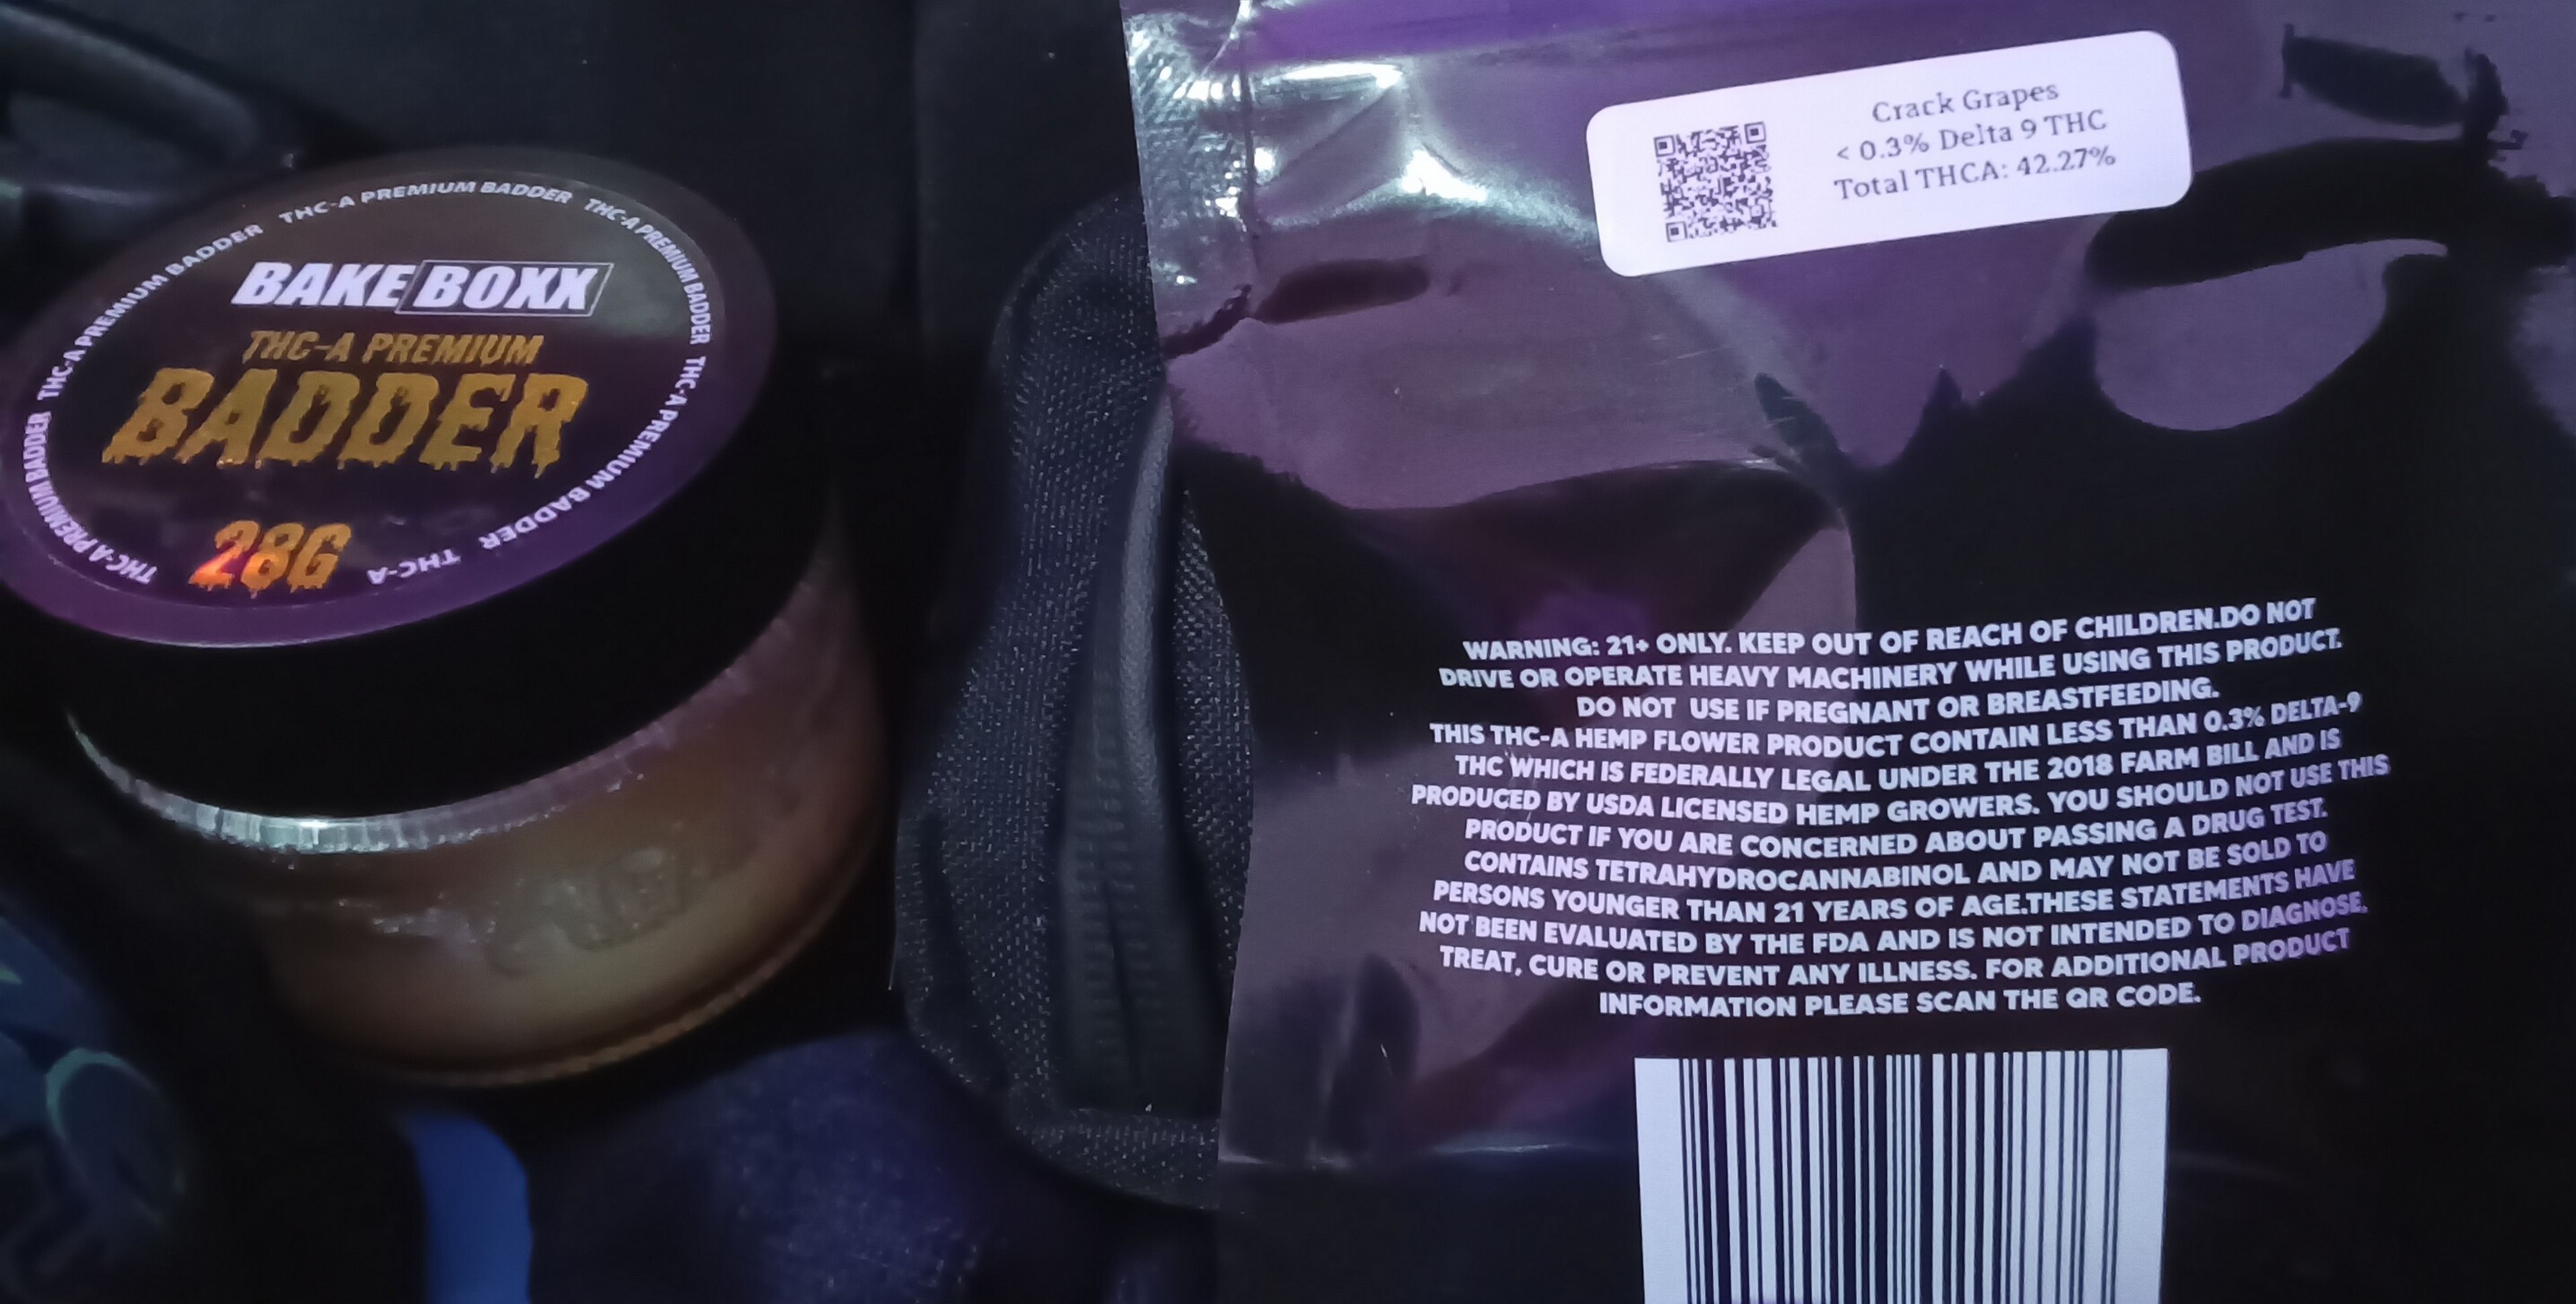 THC-A PREMIUM BADDER THC-A PREMIUM BADDER THC-A PREMIUM BADDER THC-A PREMIUM BADDER THC-A THC-A PREMIUM BADDER
BAKEBOXX
THC-A PREMIUM
BADDER
28G
Crack Grapes
< 0.3% Delta 9 THC
Total THCA: 42.27%
WARNING: 21+ ONLY. KEEP OUT OF REACH OF CHILDREN.DO NOT
DRIVE OR OPERATE HEAVY MACHINERY WHILE USING THIS PRODUCT.
DO NOT USE IF PREGNANT OR BREASTFEEDING.
THIS THC-A HEMP FLOWER PRODUCT CONTAIN LESS THAN 0.3% DELTA-9
THC WHICH IS FEDERALLY LEGAL UNDER THE 2018 FARM BILL AND IS
PRODUCED BY USDA LICENSED HEMP GROWERS. YOU SHOULD NOT USE THIS
PRODUCT IF YOU ARE CONCERNED ABOUT PASSING A DRUG TEST.
CONTAINS TETRAHYDROCANNABINOL AND MAY NOT BE SOLD TO
PERSONS YOUNGER THAN 21 YEARS OF AGE.THESE STATEMENTS HAVE
NOT BEEN EVALUATED BY THE FDA AND IS NOT INTENDED TO DIAGNOSE,
TREAT, CURE OR PREVENT ANY ILLNESS. FOR ADDITIONAL PRODUCT
INFORMATION PLEASE SCAN THE QR CODE.